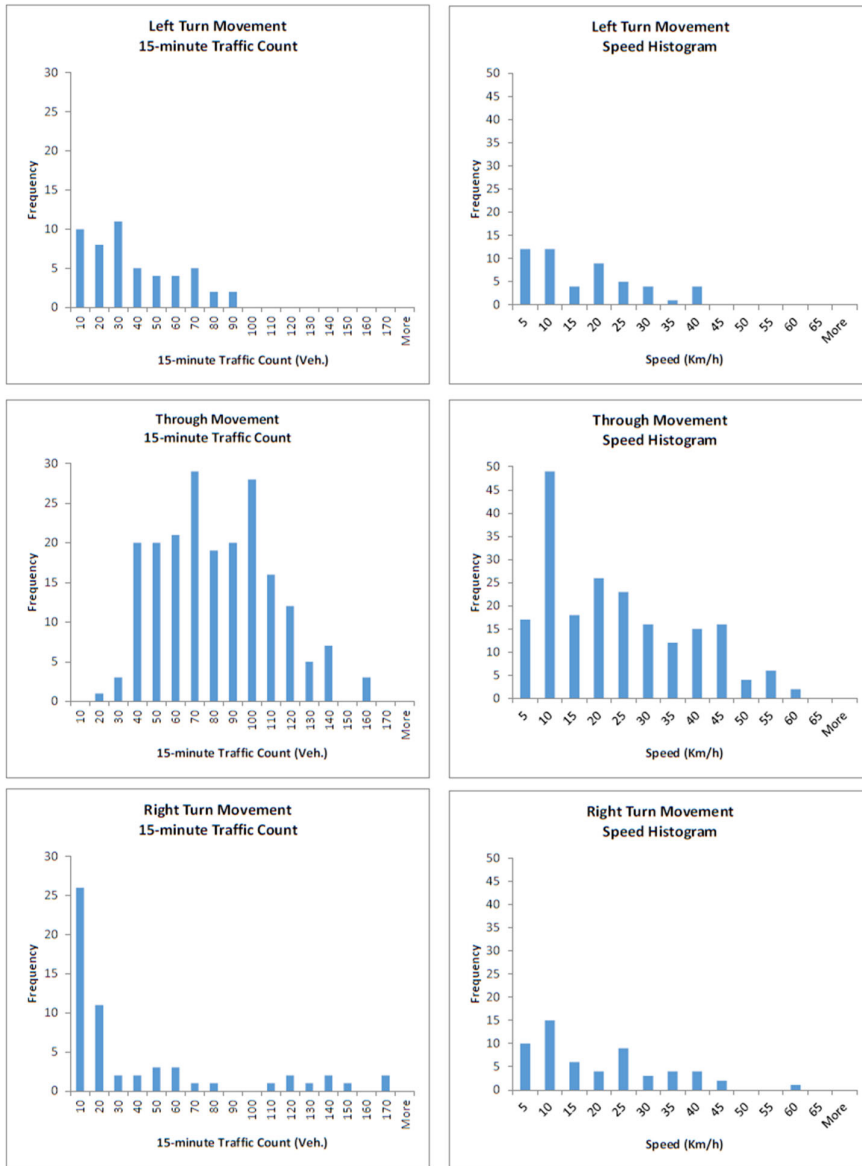 Left Turn Movement
15-minute Traffic Count
30
25
20
15
10
5
0
Frequency
10 20 30 40 50 60 70 80 90 100 110 120 130 140 150 160 170 More
15-minute Traffic Count (Veh.)
Left Turn Movement
Speed Histogram
50
45
40
35
30
25
20
15
10
5
0
Frequency
5 10 15 20 25 30 35 40 45 50 55 60 65 More
Speed (Km/h)
Through Movement
15-minute Traffic Count
30
25
20
15
10
5
0
Frequency
10 20 30 40 50 60 70 80 90 100 110 120 130 140 150 160 170 More
15-minute Traffic Count (Veh.)
Through Movement
Speed Histogram
50
45
40
35
30
25
20
15
10
5
0
Frequency
5 10 15 20 25 30 35 40 45 50 55 60 65 More
Speed (Km/h)
Right Turn Movement
15-minute Traffic Count
30
25
20
15
10
5
0
Frequency
10 20 30 40 50 60 70 80 90 100 110 120 130 140 150 160 170 More
15-minute Traffic Count (Veh.)
Right Turn Movement
Speed Histogram
50
45
40
35
30
25
20
15
10
5
0
Frequency
5 10 15 20 25 30 35 40 45 50 55 60 65 More
Speed (Km/h)